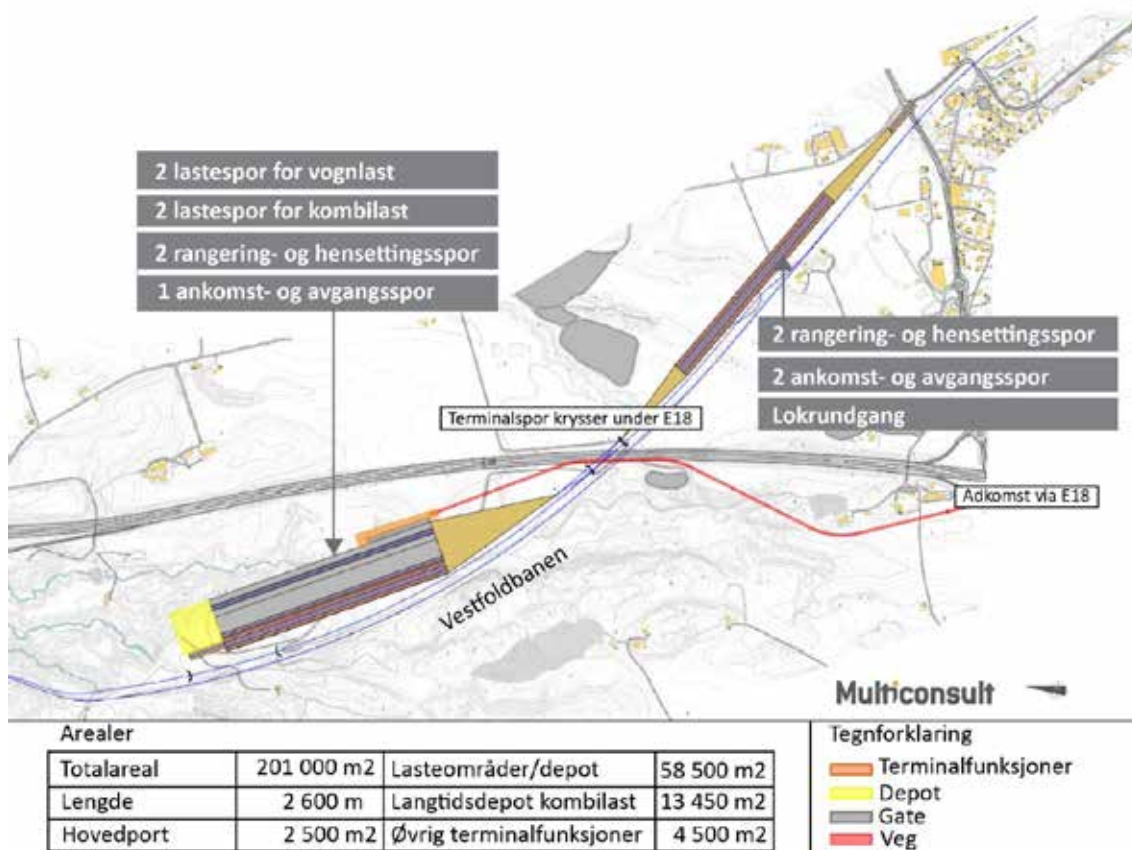 2 lastespor for vognlast
2 lastespor for kombilast
2 rangering- og hensettingsspor
1 ankomst- og avgangsspor
2 rangering- og hensettingsspor
2 ankomst- og avgangsspor
Lokrundgang
Terminalspor krysser under E18
Adkomst via E18
Vestfoldbanen
Multiconsult
Arealer
Totalareal 201 000 m2 Lasteområder/depot 58 500 m2
Lengde 2 600 m Langtidsdepot kombilast 13 450 m2
Hovedport 2 500 m2 Øvrig terminalfunksjoner 4 500 m2
Tegnforklaring
Terminalfunksjoner
Depot
Gate
Veg